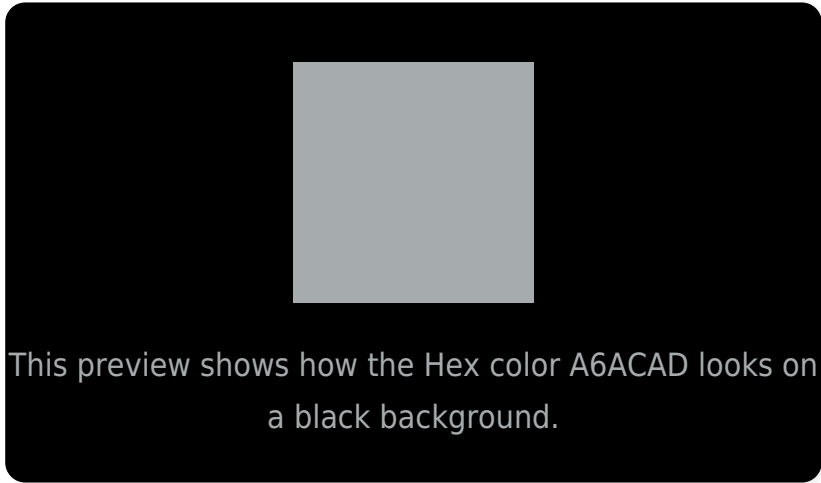 This preview shows how the Hex color A6ACAD looks on
a black background.